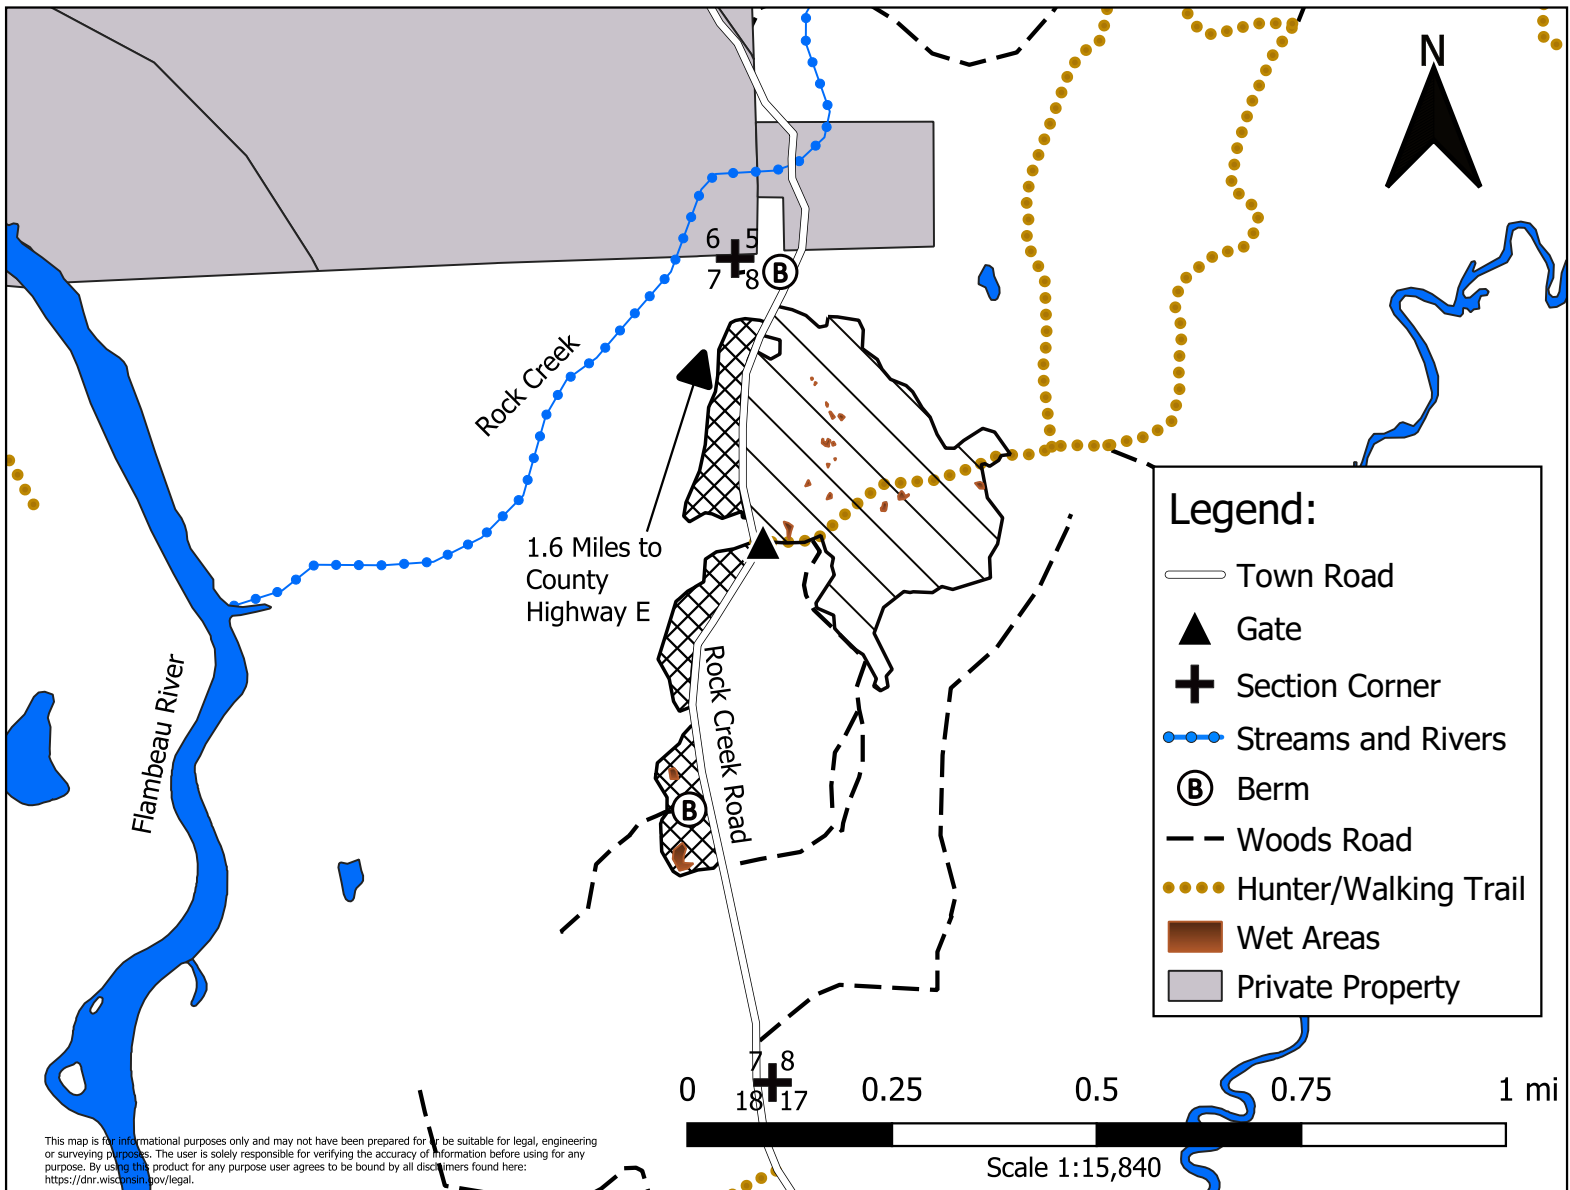 N
6 5
7 8
B
Rock Creek
1.6 Miles to
County
Highway E
Rock Creek Road
Flambeau River
B
Legend:
Town Road
Gate
Section Corner
Streams and Rivers
B Berm
Woods Road
Hunter/Walking Trail
Wet Areas
Private Property
7 8
18 17
0 0.25 0.5 0.75 1 mi
Scale 1:15,840
This map is for informational purposes only and may not have been prepared for or be suitable for legal, engineering
or surveying purposes. The user is solely responsible for verifying the accuracy of information before using for any
purpose. By using this product for any purpose user agrees to be bound by all disclaimers found here:
https://dnr.wisconsin.gov/legal.